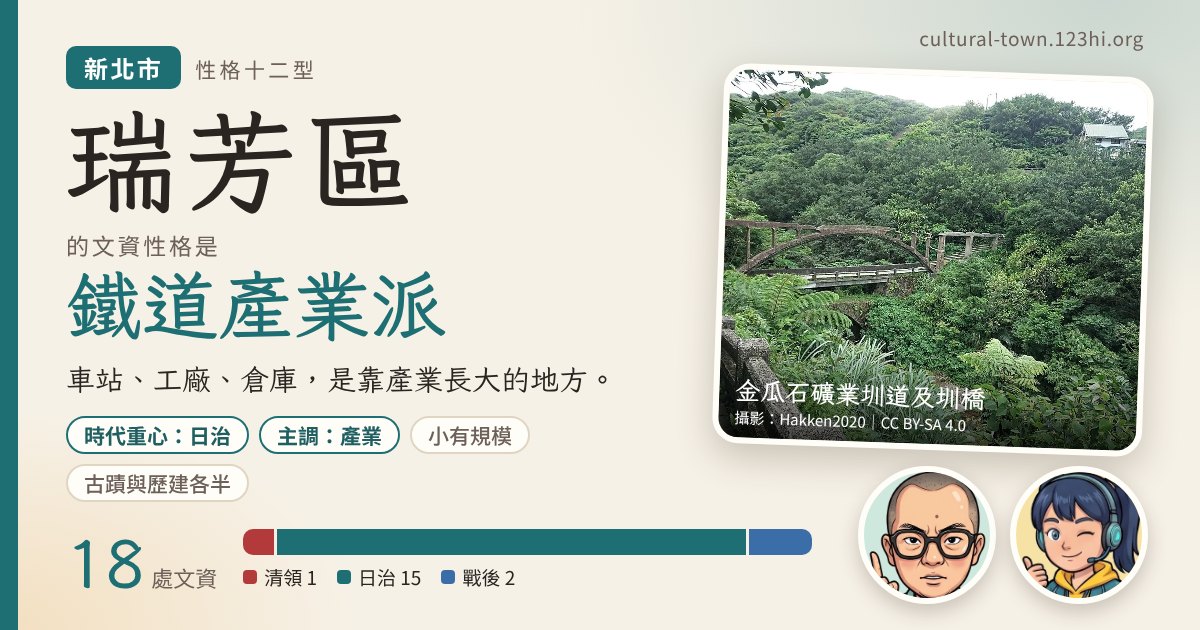 cultural-town.123hi.org
新北市 性格十二型
瑞芳區
的文資性格是
鐵道產業派
車站、工廠、倉庫，是靠產業長大的地方。
時代重心：日治 主調：產業 小有規模
古蹟與歷建各半
18 處文資
清領 1 日治 15 戰後 2
金瓜石礦業圳道及圳橋
攝影：Hakken2020｜CC BY-SA 4.0